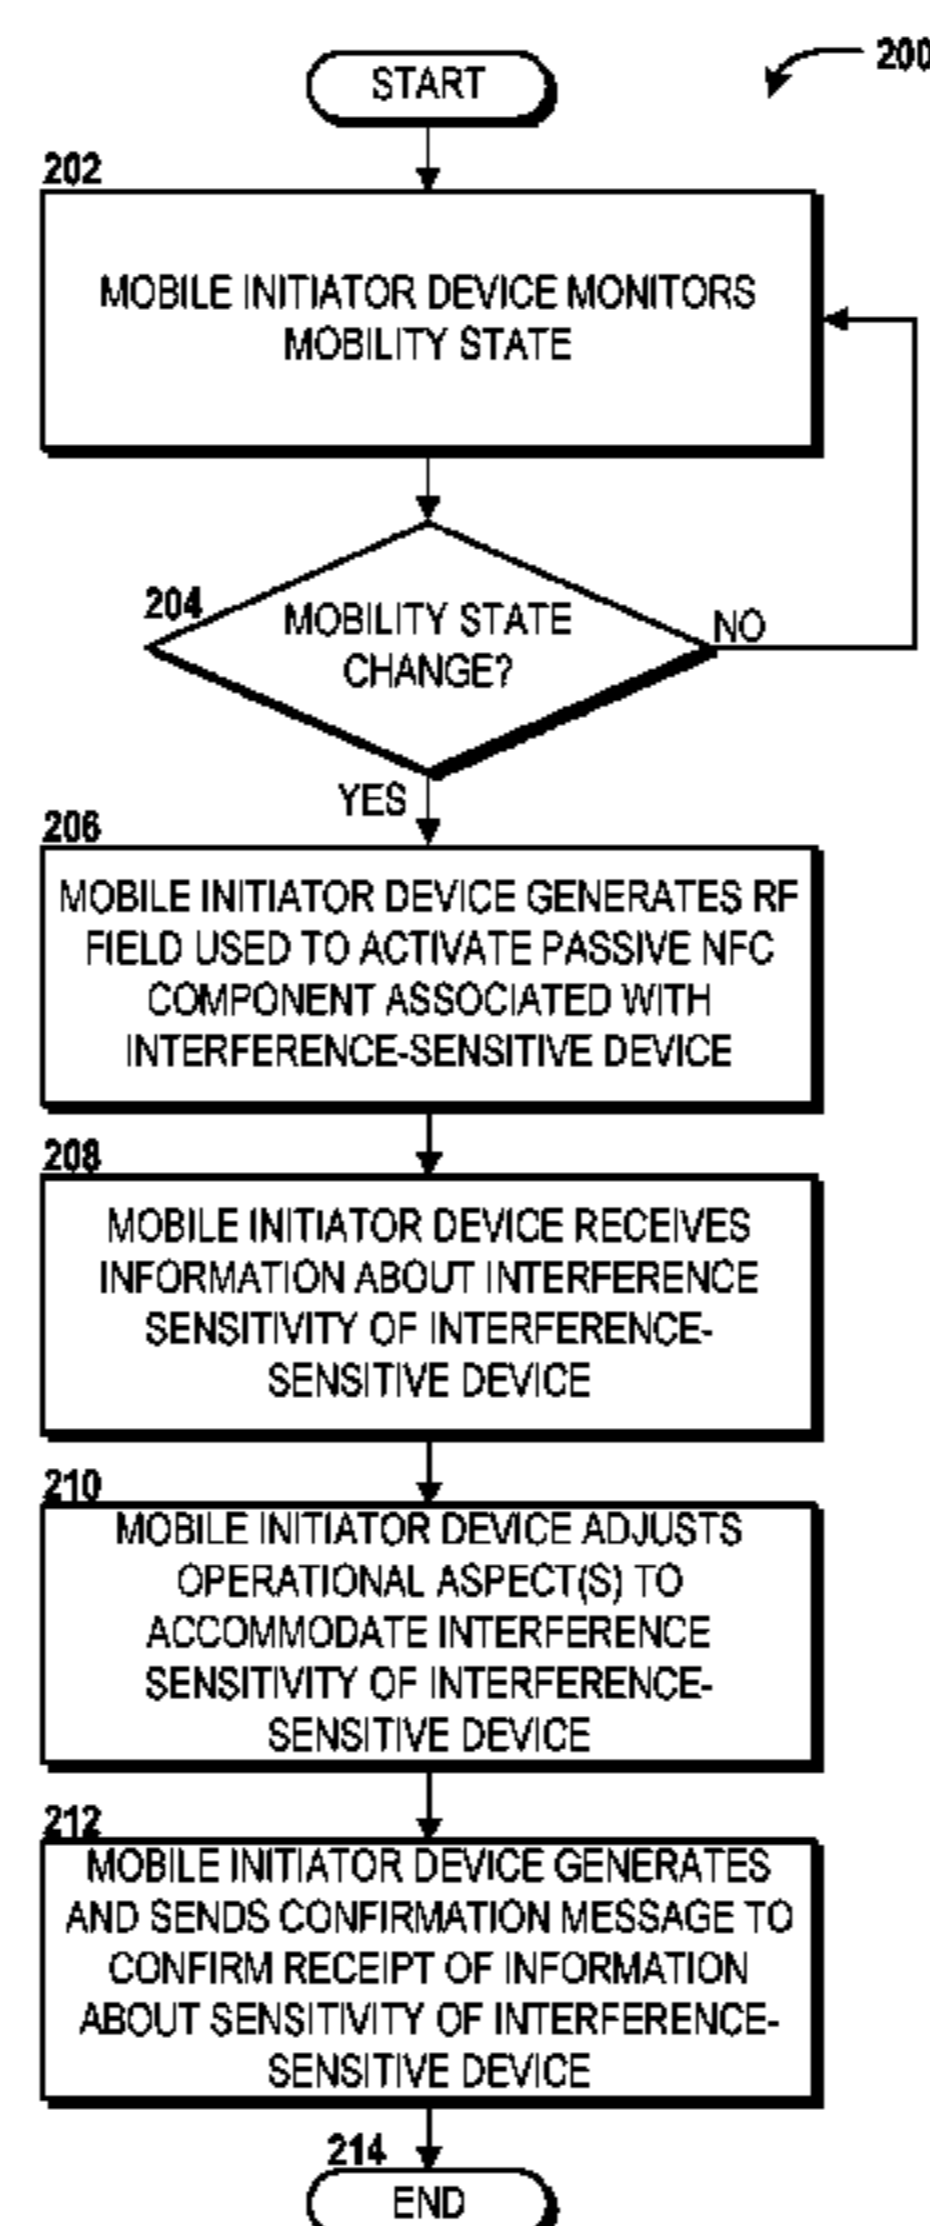 200
START
202
MOBILE INITIATOR DEVICE MONITORS
MOBILITY STATE
204
MOBILITY STATE
CHANGE?
NO
YES
206
MOBILE INITIATOR DEVICE GENERATES RF
FIELD USED TO ACTIVATE PASSIVE NFC
COMPONENT ASSOCIATED WITH
INTERFERENCE-SENSITIVE DEVICE
208
MOBILE INITIATOR DEVICE RECEIVES
INFORMATION ABOUT INTERFERENCE
SENSITIVITY OF INTERFERENCE-
SENSITIVE DEVICE
210
MOBILE INITIATOR DEVICE ADJUSTS
OPERATIONAL ASPECT(S) TO
ACCOMMODATE INTERFERENCE
SENSITIVITY OF INTERFERENCE-
SENSITIVE DEVICE
212
MOBILE INITIATOR DEVICE GENERATES
AND SENDS CONFIRMATION MESSAGE TO
CONFIRM RECEIPT OF INFORMATION
ABOUT SENSITIVITY OF INTERFERENCE-
SENSITIVE DEVICE
214
END